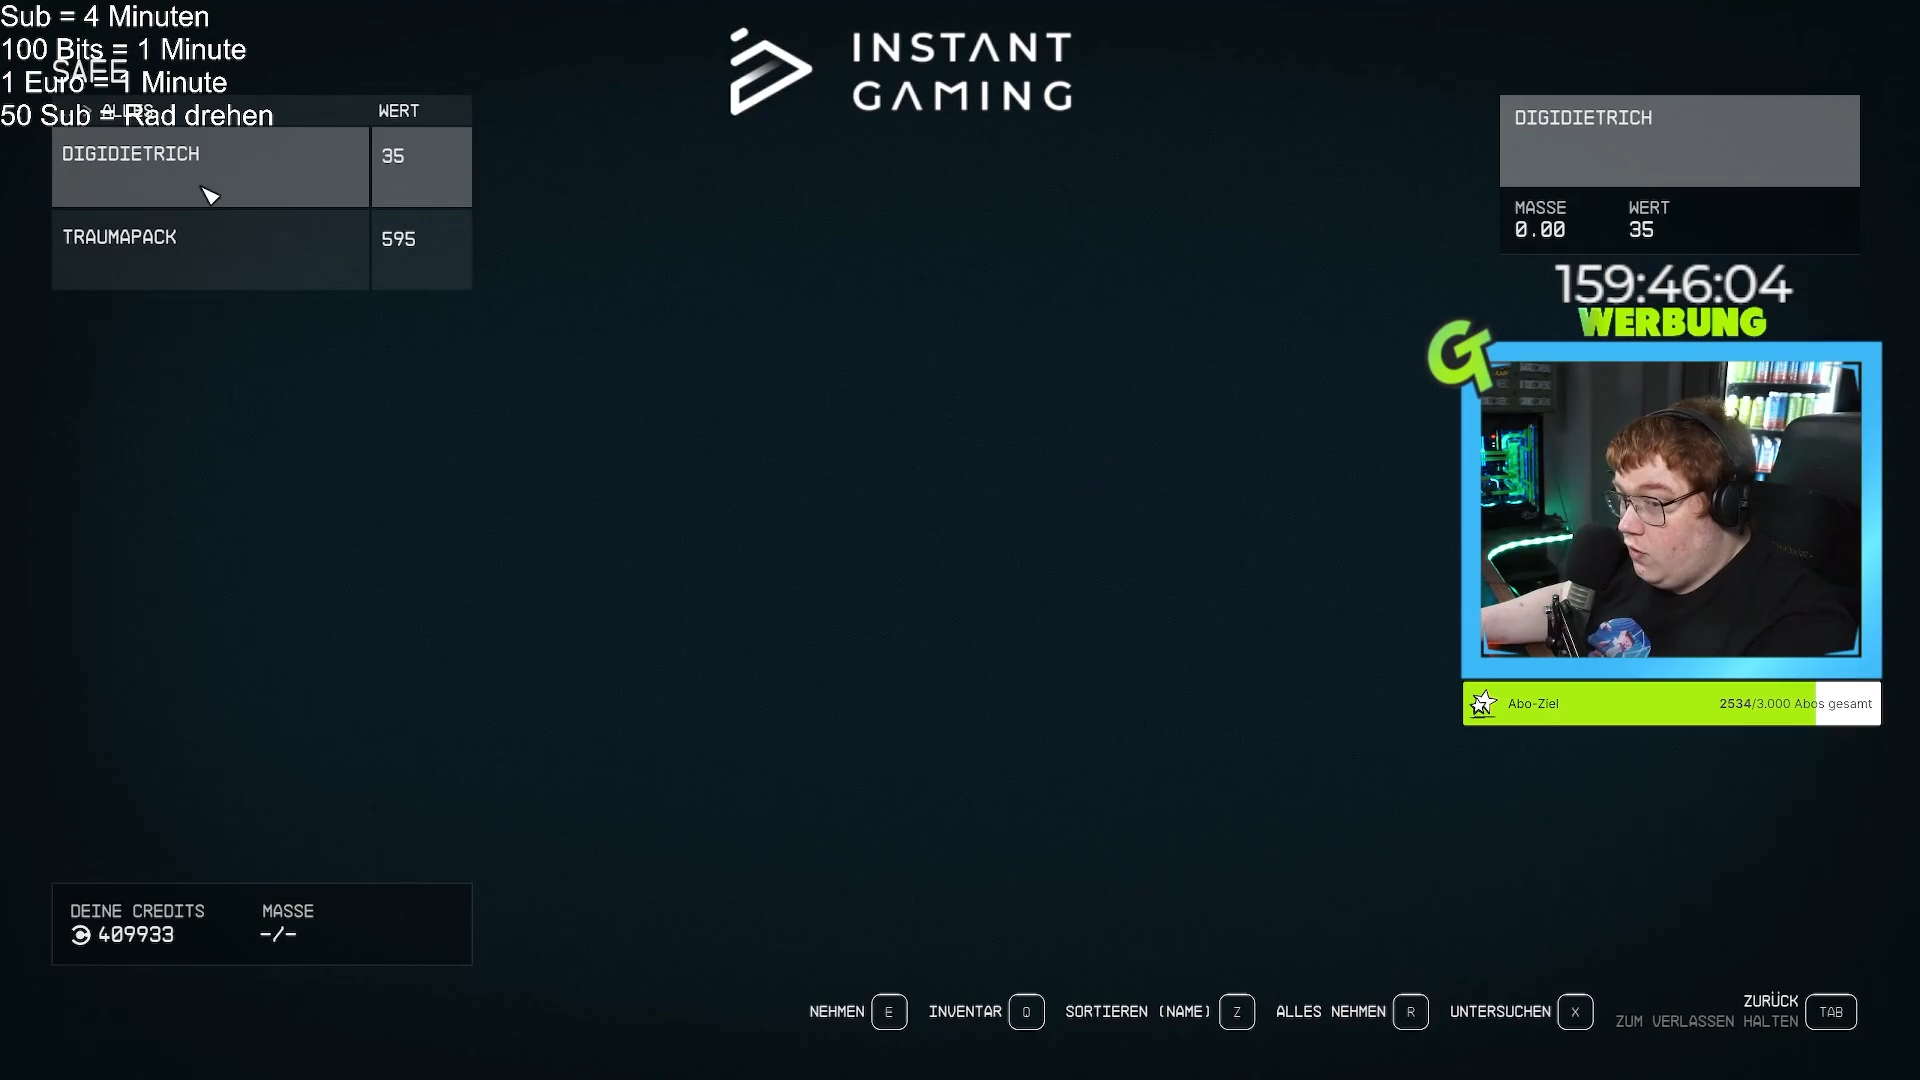 Sub = 4 Minuten
100 Bits = 1 Minute
SAFE
1 Euro = 1 Minute
50 Sub = Rad drehen
ALLES
WERT
DIGIDIETRICH
35
TRAUMAPACK
595
INSTANT
GAMING
DIGIDIETRICH
MASSE
WERT
0.00
35
159:46:04
WERBUNG
G
Abo-Ziel
2534/3.000 Abos gesamt
DEINE CREDITS
MASSE
409933
-/-
NEHMEN E
INVENTAR Q
SORTIEREN (NAME) Z
ALLES NEHMEN R
UNTERSUCHEN X
ZURÜCK
ZUM VERLASSEN HALTEN
TAB